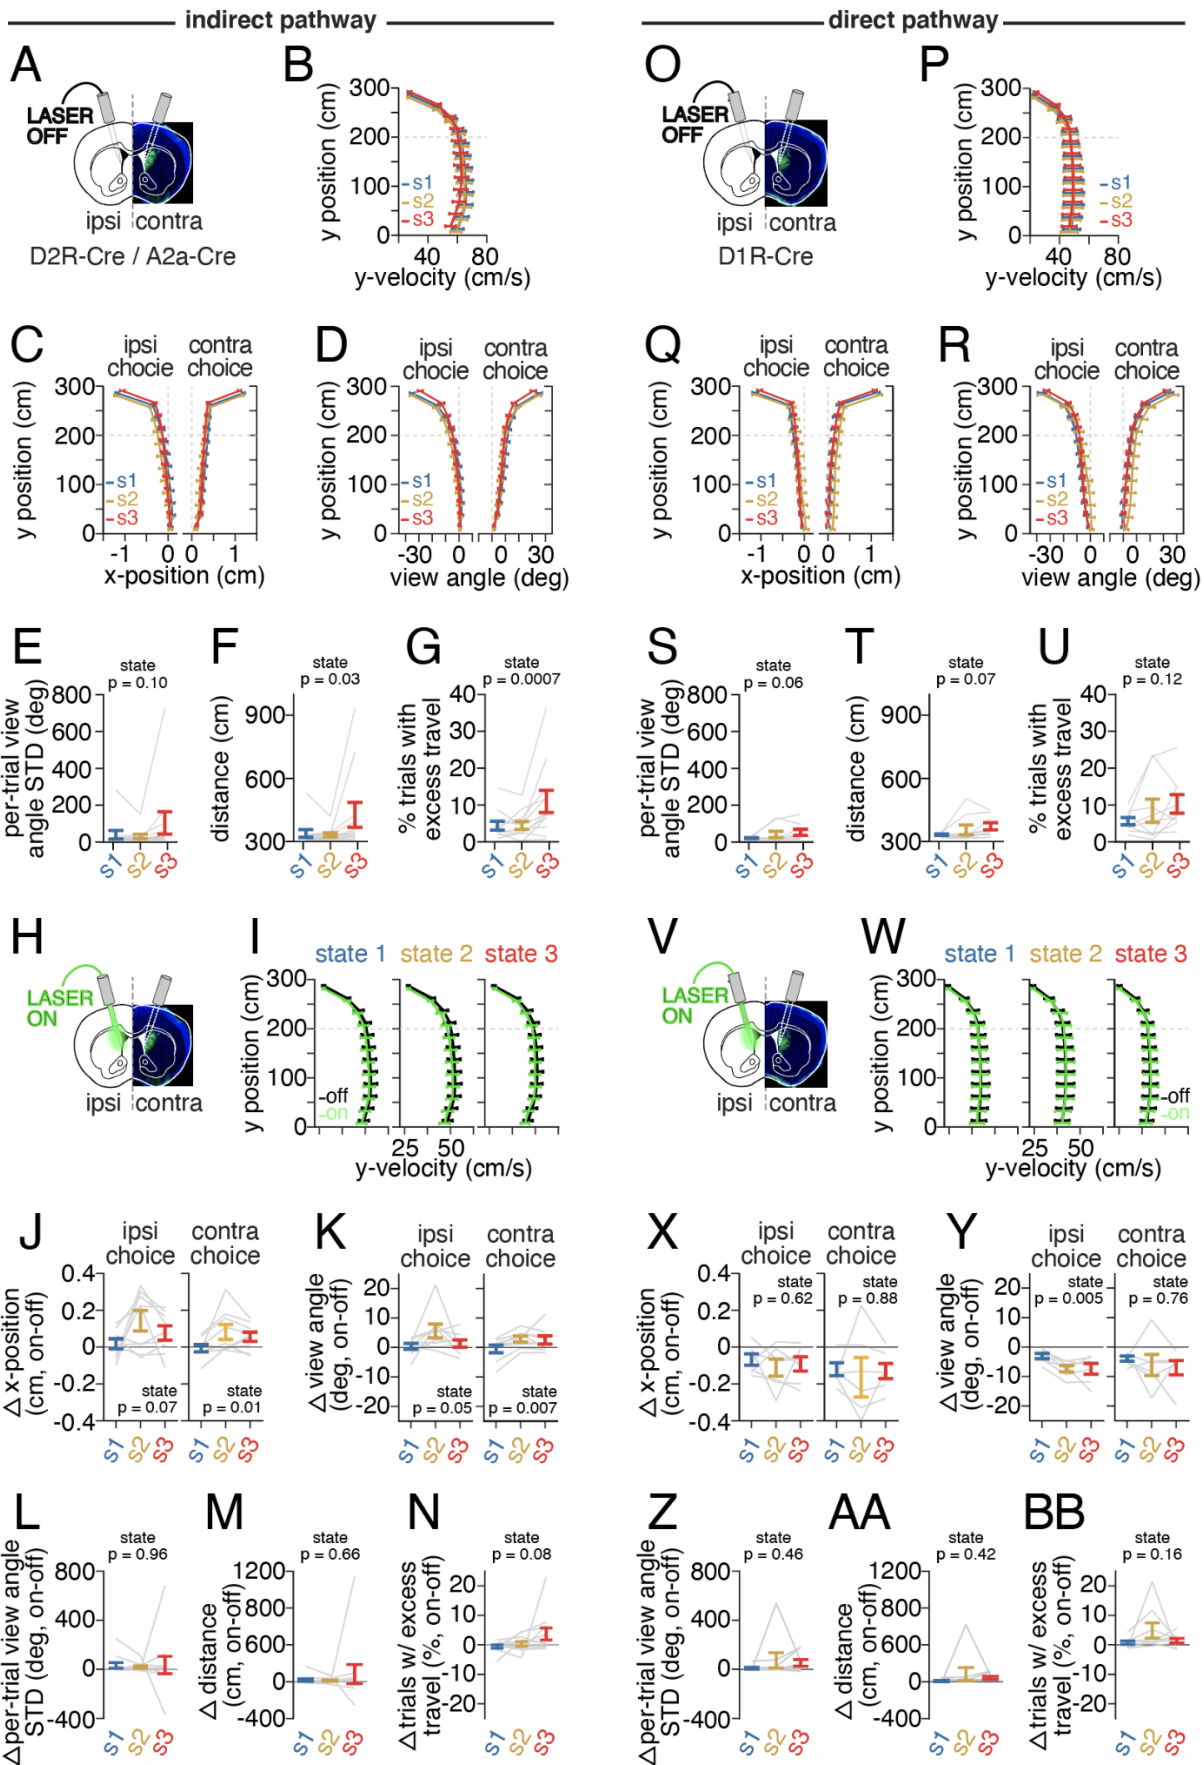 indirect pathway
direct pathway
A
LASER
OFF
ipsi contra
D2R-Cre / A2a-Cre
B
y position (cm)
300
200
100
0
s1
s2
s3
40 80
y-velocity (cm/s)
O
LASER
OFF
ipsi contra
D1R-Cre
P
y position (cm)
300
200
100
0
s1
s2
s3
40 80
y-velocity (cm/s)
C
ipsi chocie
contra choice
y position (cm)
300
200
100
0
s1
s2
s3
-1 0 0 1
x-position (cm)
D
ipsi chocie
contra choice
y position (cm)
300
200
100
0
s1
s2
s3
-30 0 0 30
view angle (deg)
Q
ipsi chocie
contra choice
y position (cm)
300
200
100
0
s1
s2
s3
-1 0 0 1
x-position (cm)
R
ipsi chocie
contra choice
y position (cm)
300
200
100
0
s1
s2
s3
-30 0 0 30
view angle (deg)
E
state
p = 0.10
per-trial view
angle STD (deg)
800
600
400
200
0
s1 s2 s3
F
state
p = 0.03
distance (cm)
900
600
300
s1 s2 s3
G
state
p = 0.0007
% trials with
excess travel
40
30
20
10
0
s1 s2 s3
S
state
p = 0.06
per-trial view
angle STD (deg)
800
600
400
200
0
s1 s2 s3
T
state
p = 0.07
distance (cm)
900
600
300
s1 s2 s3
U
state
p = 0.12
% trials with
excess travel
40
30
20
10
0
s1 s2 s3
H
LASER
ON
ipsi contra
I
state 1 state 2 state 3
y position (cm)
300
200
100
0
off
on
25 50
y-velocity (cm/s)
V
LASER
ON
ipsi contra
W
state 1 state 2 state 3
y position (cm)
300
200
100
0
off
on
25 50
y-velocity (cm/s)
J
ipsi choice
contra choice
Δ x-position
(cm, on-off)
0.4
0.2
0
-0.2
-0.4
state
p = 0.07
state
p = 0.01
s1 s2 s3 s1 s2 s3
K
ipsi choice
contra choice
Δ view angle
(deg, on-off)
20
10
0
-10
-20
state
p = 0.05
state
p = 0.007
s1 s2 s3 s1 s2 s3
X
ipsi choice
contra choice
Δ x-position
(cm, on-off)
0.4
0.2
0
-0.2
-0.4
state
p = 0.62
state
p = 0.88
s1 s2 s3 s1 s2 s3
Y
ipsi choice
contra choice
Δ view angle
(deg, on-off)
20
10
0
-10
-20
state
p = 0.005
state
p = 0.76
s1 s2 s3 s1 s2 s3
L
state
p = 0.96
Δper-trial view angle
STD (deg, on-off)
800
400
0
-400
s1 s2 s3
M
state
p = 0.66
Δ distance
(cm, on-off)
1200
800
600
0
-400
s1 s2 s3
N
state
p = 0.08
Δtrials w/ excess
travel (%, on-off)
20
10
0
-10
-20
s1 s2 s3
Z
state
p = 0.46
Δper-trial view angle
STD (deg, on-off)
800
400
0
-400
s1 s2 s3
AA
state
p = 0.42
Δ distance
(cm, on-off)
1200
800
600
0
-400
s1 s2 s3
BB
state
p = 0.16
Δtrials w/ excess
travel (%, on-off)
20
10
0
-10
-20
s1 s2 s3